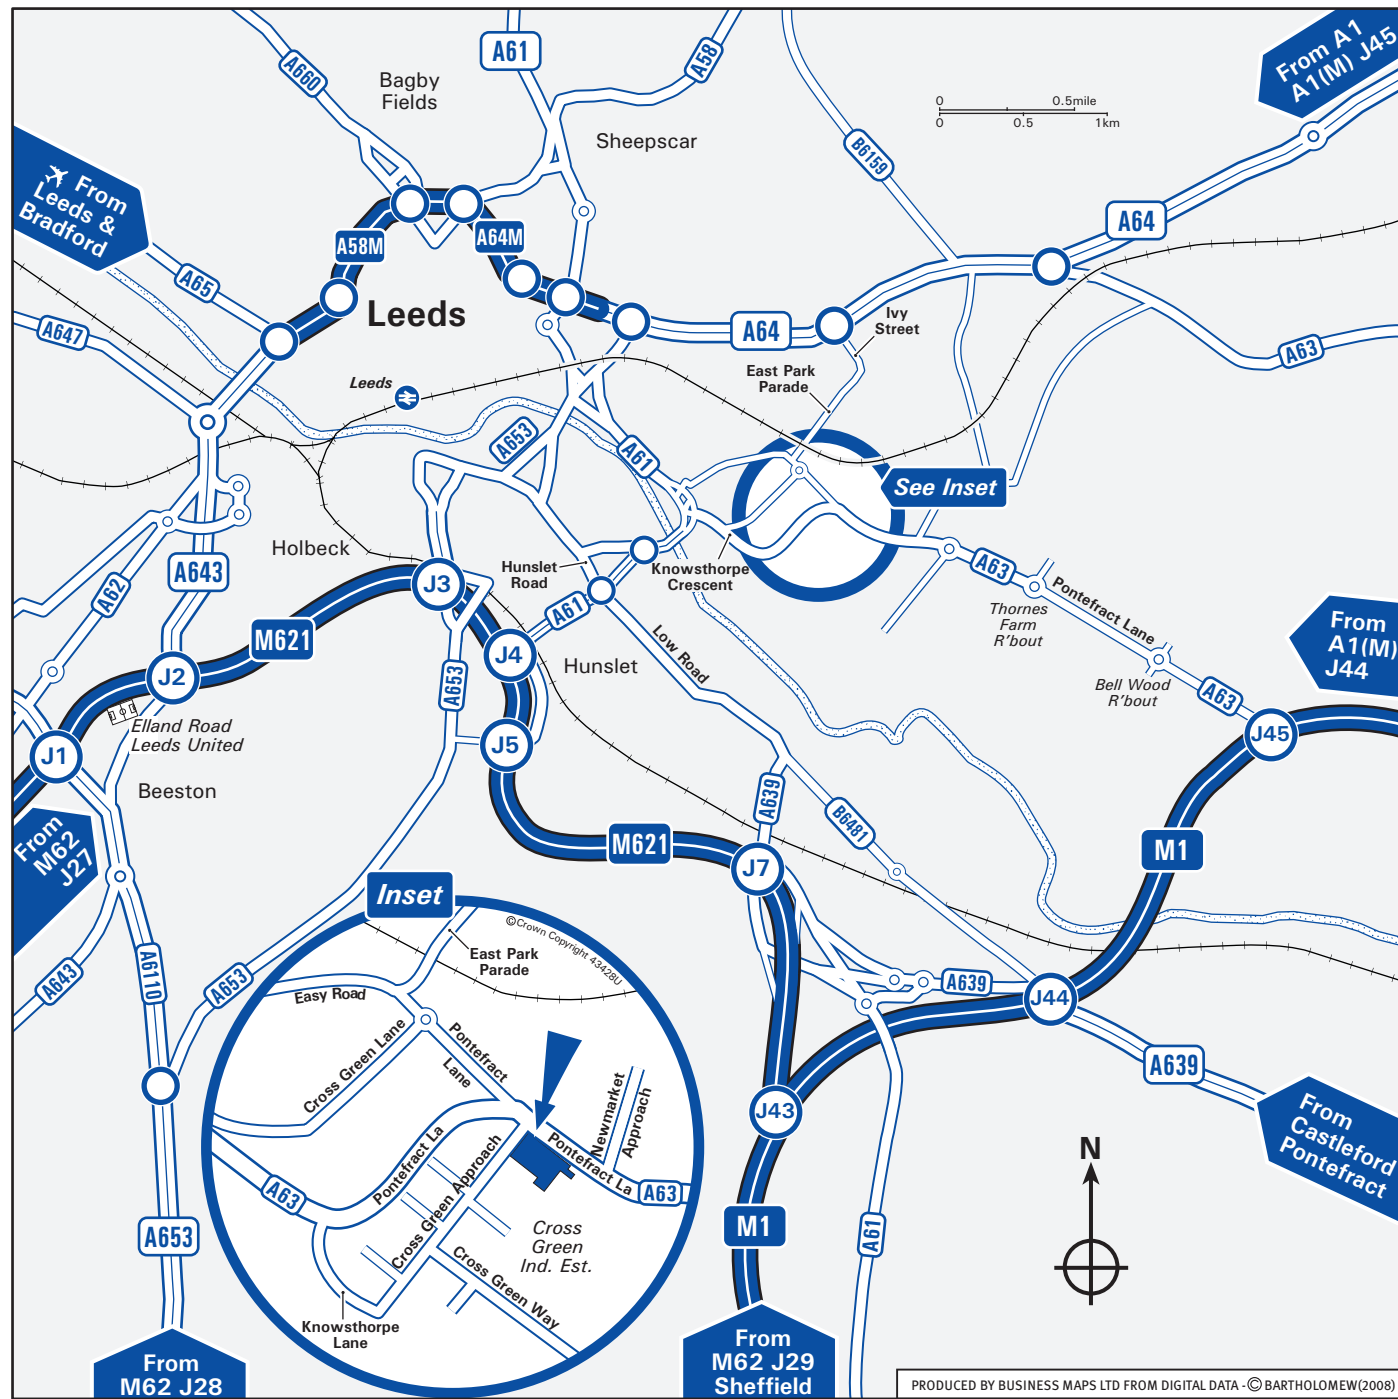 A61
A660
Bagby
Fields
A58
Sheepscar
0 0.5mile
0 0.5 1km
From A1
A1(M) J45
B6159
From
Leeds &
Bradford
A58M
A64M
A64
A65
Leeds
A647
A64
Ivy
Street
A63
East Park
Parade
Leeds
A653
A61
See Inset
Holbeck
Hunslet
Road
Knowsthorpe
Crescent
A643
A62
J3
A63
Pontefract Lane
Thornes
Farm
R'bout
M621
A61
Low Road
From
A1(M)
J44
J4
Hunslet
J2
A653
Bell Wood
R'bout
A63
Elland Road
Leeds United
J1
J5
J45
Beeston
A639
B6481
M621
M1
From
M62
J27
J7
Inset
© Crown Copyright 43428U
East Park
Parade
A643
A6110
A653
Easy Road
A639
J44
Cross Green Lane
Pontefract
Lane
A639
Newmarket
Approach
J43
From
Castleford
Pontefract
Pontefract La
Cross Green Approach
Pontefract La
A63
A63
N
A653
Cross
Green
Ind. Est.
M1
A61
Cross Green Way
Knowsthorpe
Lane
From
M62 J28
From
M62 J29
Sheffield
PRODUCED BY BUSINESS MAPS LTD FROM DIGITAL DATA - © BARTHOLOMEW(2008)